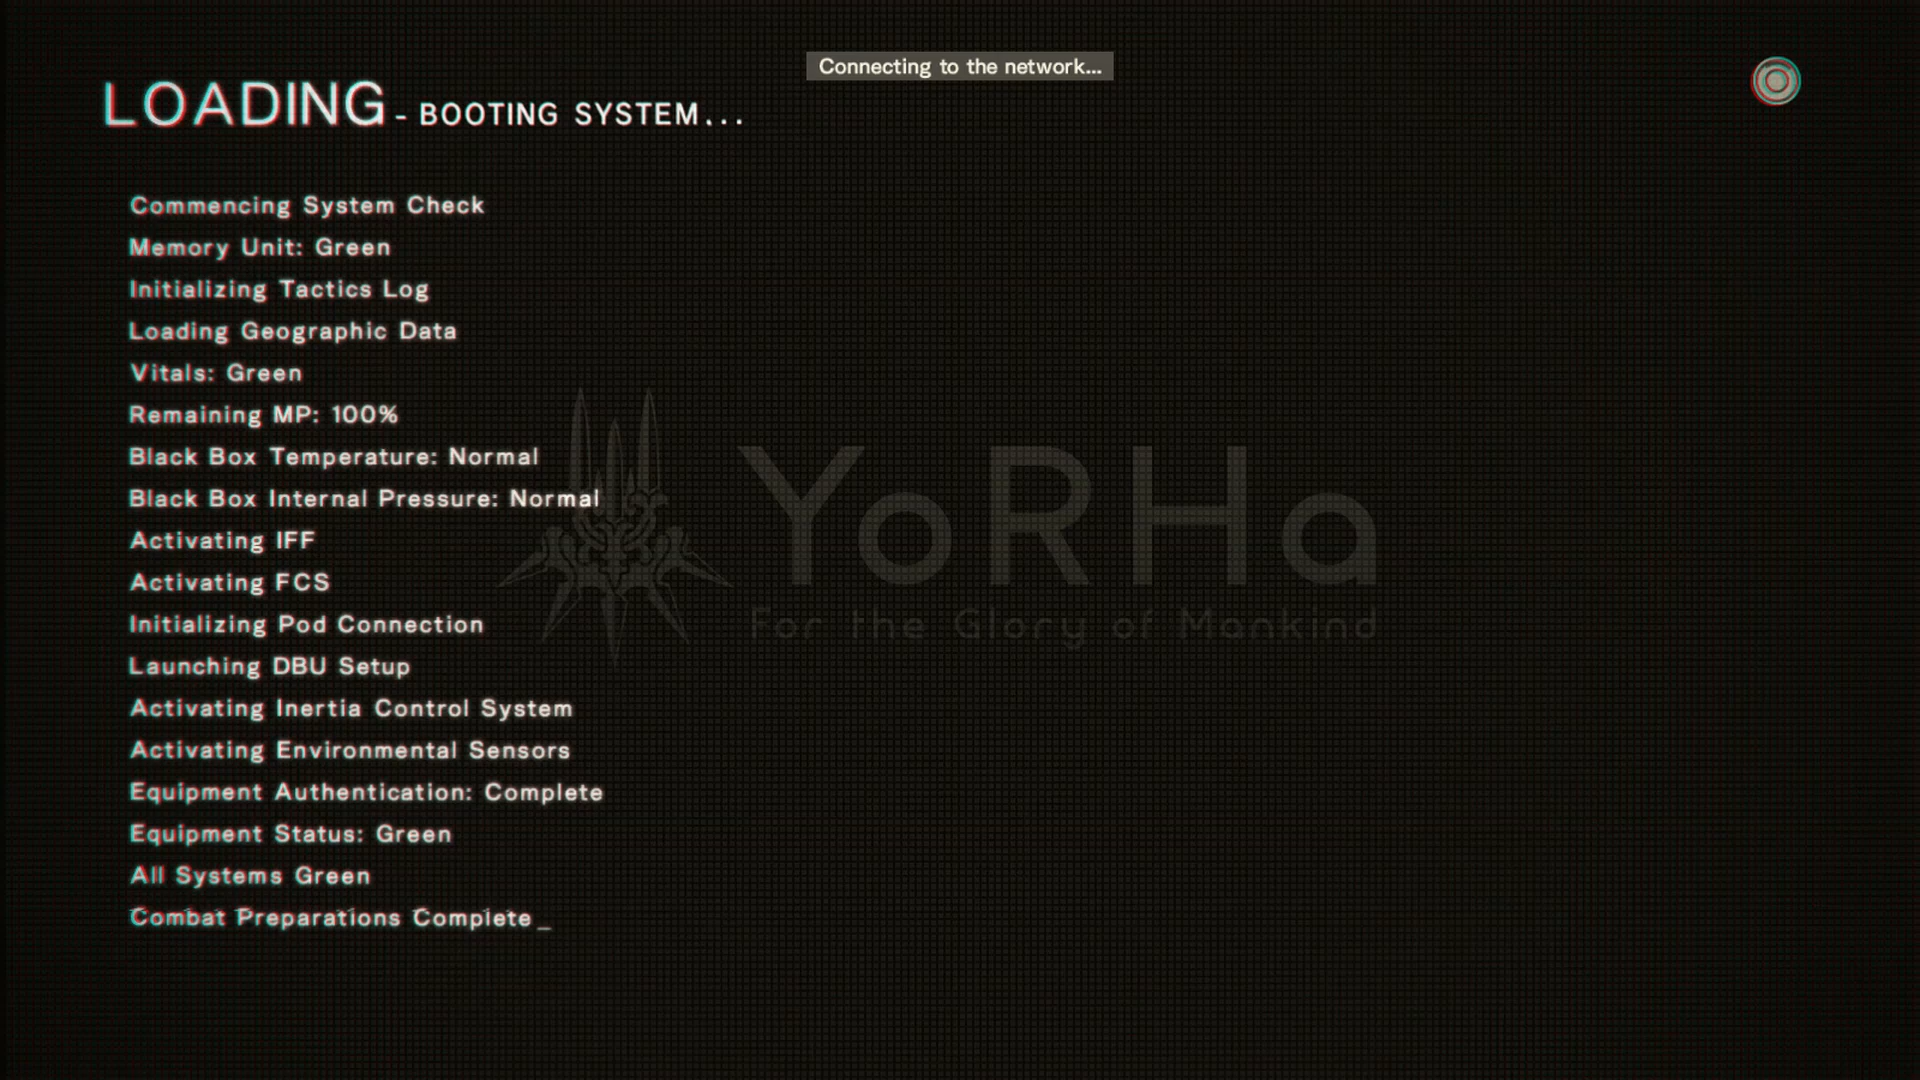 Connecting to the network...
LOADING - BOOTING SYSTEM...
Commencing System Check
Memory Unit: Green
Initializing Tactics Log
Loading Geographic Data
Vitals: Green
Remaining MP: 100%
Black Box Temperature: Normal
Black Box Internal Pressure: Normal
Activating IFF
Activating FCS
Initializing Pod Connection
Launching DBU Setup
Activating Inertia Control System
Activating Environmental Sensors
Equipment Authentication: Complete
Equipment Status: Green
All Systems Green
Combat Preparations Complete _
YoRHa
For the Glory of Mankind